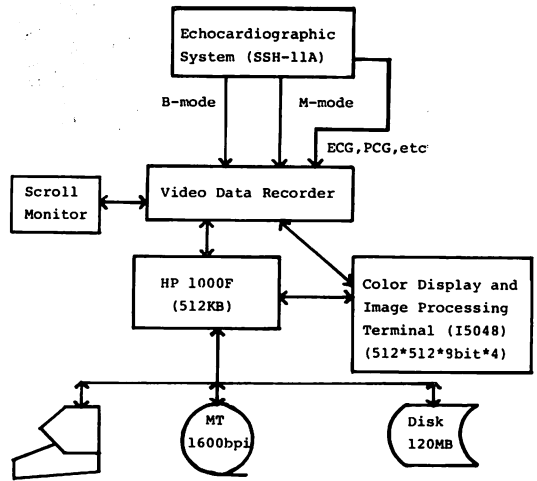 Echocardiographic
System (SSH-11A)
B-mode
M-mode
ECG,PCG,etc
Scroll
Monitor
Video Data Recorder
HP 1000F
(512KB)
Color Display and
Image Processing
Terminal (I5048)
(512*512*9bit*4)
MT
1600bpi
Disk
120MB